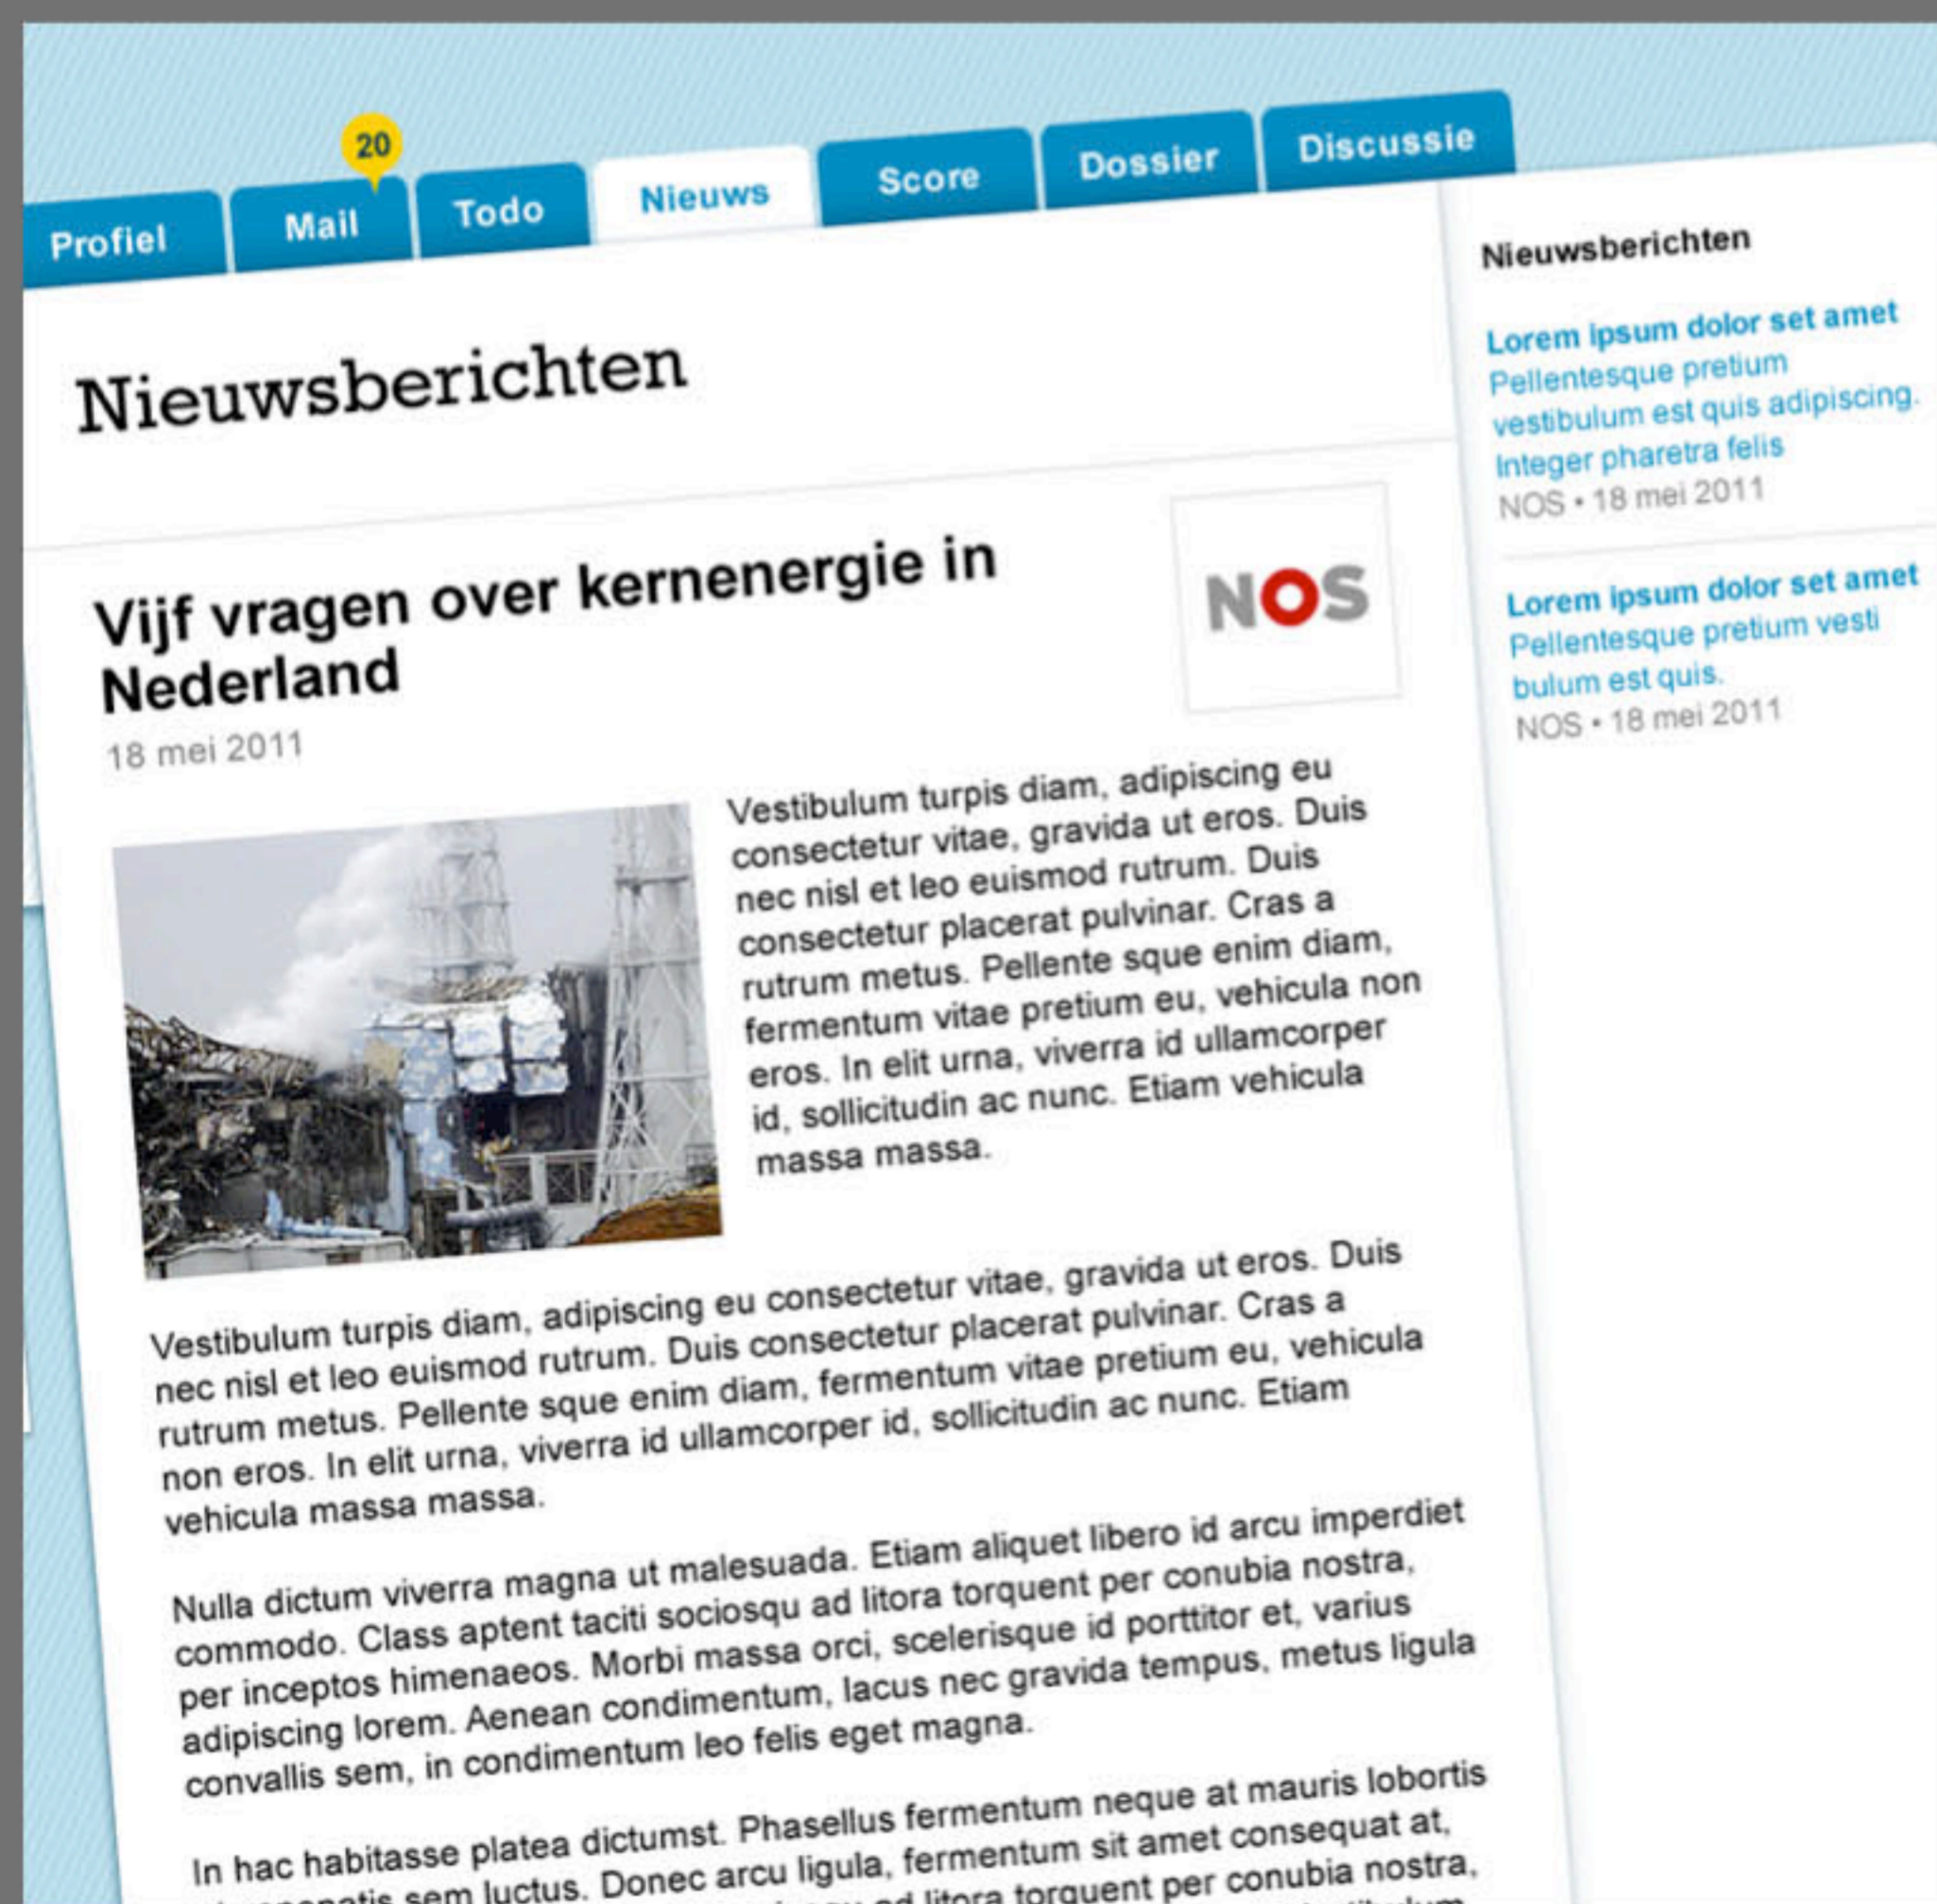 20
Profiel
Mail
Todo
Nieuws
Score
Dossier
Discussie
Nieuwsberichten
Vijf vragen over kernenergie in
Nederland
18 mei 2011
NOS
Vestibulum turpis diam, adipiscing eu
consectetur vitae, gravida ut eros. Duis
nec nisl et leo euismod rutrum. Duis
consectetur placerat pulvinar. Cras a
rutrum metus. Pellente sque enim diam,
fermentum vitae pretium eu, vehicula non
eros. In elit urna, viverra id ullamcorper
id, sollicitudin ac nunc. Etiam vehicula
massa massa.
Vestibulum turpis diam, adipiscing eu consectetur vitae, gravida ut eros. Duis
nec nisl et leo euismod rutrum. Duis consectetur placerat pulvinar. Cras a
rutrum metus. Pellente sque enim diam, fermentum vitae pretium eu, vehicula
non eros. In elit urna, viverra id ullamcorper id, sollicitudin ac nunc. Etiam
vehicula massa massa.
Nulla dictum viverra magna ut malesuada. Etiam aliquet libero id arcu imperdiet
commodo. Class aptent taciti sociosqu ad litora torquent per conubia nostra,
per inceptos himenaeos. Morbi massa orci, scelerisque id porttitor et, varius
adipiscing lorem. Aenean condimentum, lacus nec gravida tempus, metus ligula
convallis sem, in condimentum leo felis eget magna.
In hac habitasse platea dictumst. Phasellus fermentum neque at mauris lobortis
sem luctus. Donec arcu ligula, fermentum sit amet consequat at,
ad litora torquent per conubia nostra,
Nieuwsberichten
Lorem ipsum dolor set amet
Pellentesque pretium
vestibulum est quis adipiscing.
Integer pharetra felis
NOS • 18 mei 2011
Lorem ipsum dolor set amet
Pellentesque pretium vesti
bulum est quis.
NOS • 18 mei 2011